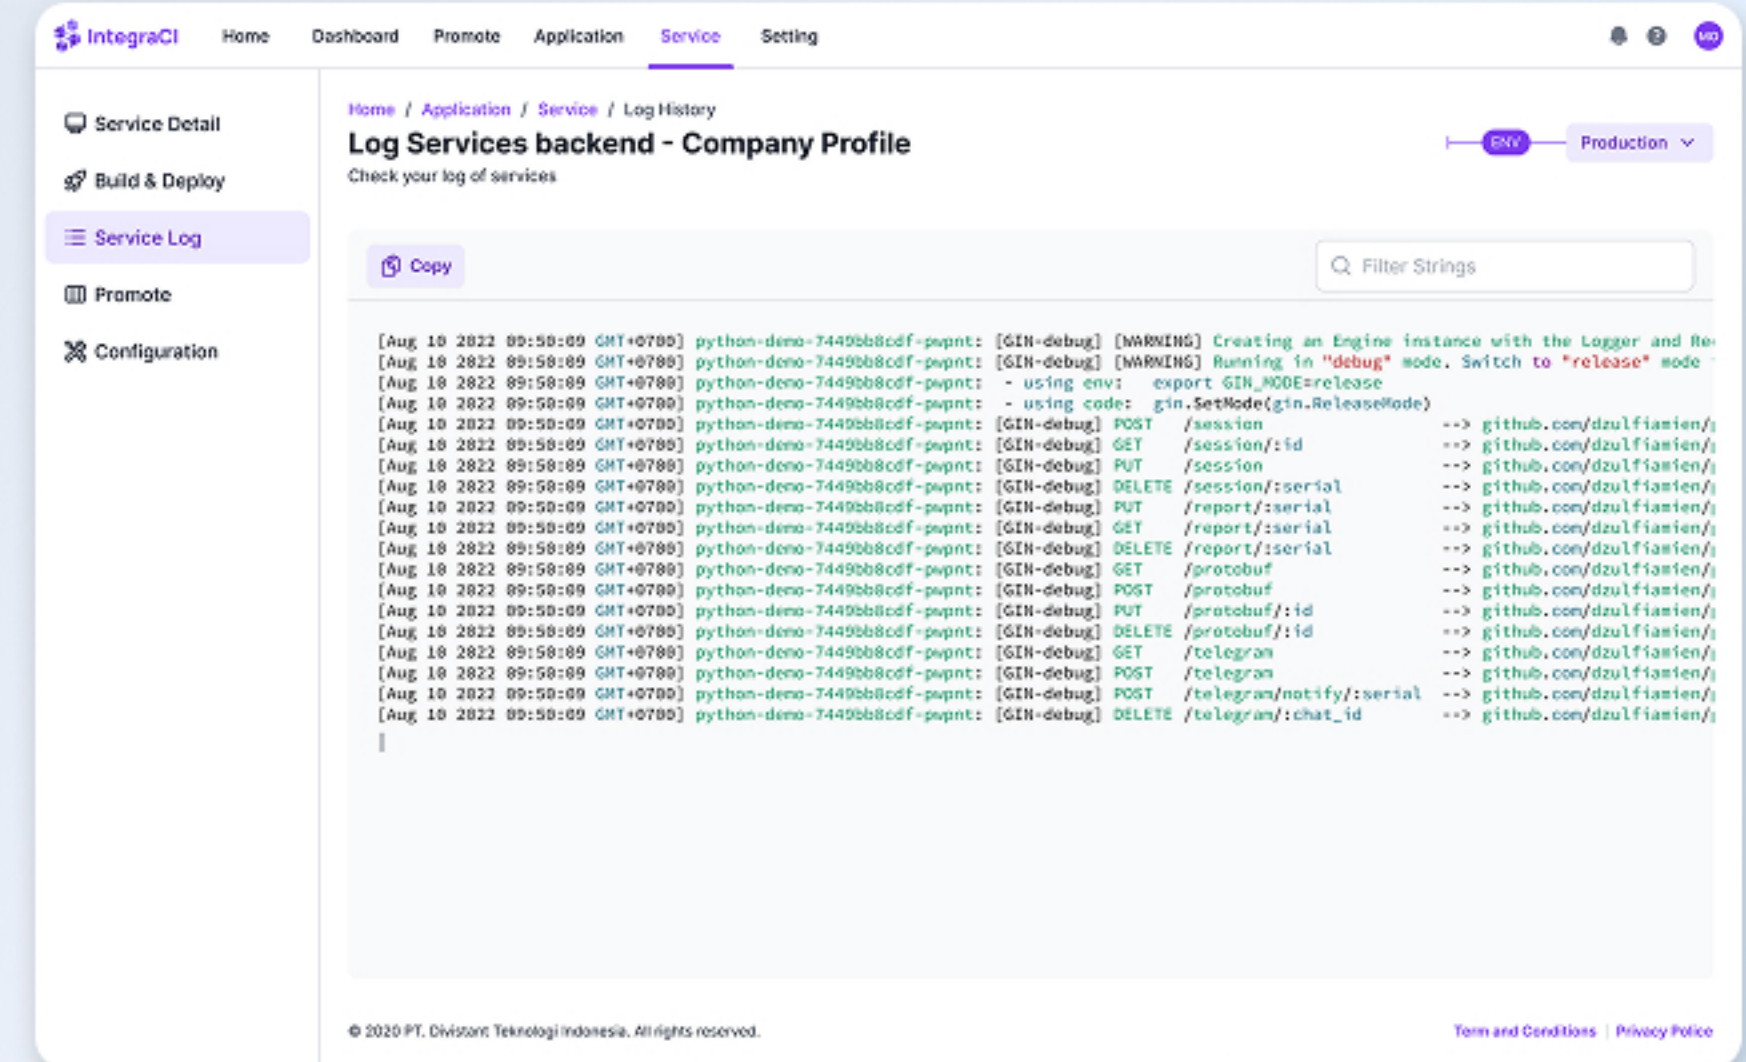 IntegraCI Home Dashboard Promote Application Service Setting MD
Service Detail
Build & Deploy
Service Log
Promote
Configuration
Home / Application / Service / Log History
Log Services backend - Company Profile
Check your log of services
ENV Production
Copy
Filter Strings
[Aug 10 2022 09:50:09 GMT+0700] python-demo-7449bb8cdf-pwpnt: [GIN-debug] [WARNING] Creating an Engine instance with the Logger and Re
[Aug 10 2022 09:50:09 GMT+0700] python-demo-7449bb8cdf-pwpnt: [GIN-debug] [WARNING] Running in "debug" mode. Switch to "release" mode
[Aug 10 2022 09:50:09 GMT+0700] python-demo-7449bb8cdf-pwpnt: - using env: export GIN_MODE=release
[Aug 10 2022 09:50:09 GMT+0700] python-demo-7449bb8cdf-pwpnt: - using code: gin.SetMode(gin.ReleaseMode)
[Aug 10 2022 09:50:09 GMT+0700] python-demo-7449bb8cdf-pwpnt: [GIN-debug] POST /session --> github.com/dzulfiamien/
[Aug 10 2022 09:50:09 GMT+0700] python-demo-7449bb8cdf-pwpnt: [GIN-debug] GET /session/:id --> github.com/dzulfiamien/
[Aug 10 2022 09:50:09 GMT+0700] python-demo-7449bb8cdf-pwpnt: [GIN-debug] PUT /session --> github.com/dzulfiamien/
[Aug 10 2022 09:50:09 GMT+0700] python-demo-7449bb8cdf-pwpnt: [GIN-debug] DELETE /session/:serial --> github.com/dzulfiamien/
[Aug 10 2022 09:50:09 GMT+0700] python-demo-7449bb8cdf-pwpnt: [GIN-debug] PUT /report/:serial --> github.com/dzulfiamien/
[Aug 10 2022 09:50:09 GMT+0700] python-demo-7449bb8cdf-pwpnt: [GIN-debug] GET /report/:serial --> github.com/dzulfiamien/
[Aug 10 2022 09:50:09 GMT+0700] python-demo-7449bb8cdf-pwpnt: [GIN-debug] DELETE /report/:serial --> github.com/dzulfiamien/
[Aug 10 2022 09:50:09 GMT+0700] python-demo-7449bb8cdf-pwpnt: [GIN-debug] GET /protobuf --> github.com/dzulfiamien/
[Aug 10 2022 09:50:09 GMT+0700] python-demo-7449bb8cdf-pwpnt: [GIN-debug] POST /protobuf --> github.com/dzulfiamien/
[Aug 10 2022 09:50:09 GMT+0700] python-demo-7449bb8cdf-pwpnt: [GIN-debug] PUT /protobuf/:id --> github.com/dzulfiamien/
[Aug 10 2022 09:50:09 GMT+0700] python-demo-7449bb8cdf-pwpnt: [GIN-debug] DELETE /protobuf/:id --> github.com/dzulfiamien/
[Aug 10 2022 09:50:09 GMT+0700] python-demo-7449bb8cdf-pwpnt: [GIN-debug] GET /telegram --> github.com/dzulfiamien/
[Aug 10 2022 09:50:09 GMT+0700] python-demo-7449bb8cdf-pwpnt: [GIN-debug] POST /telegram --> github.com/dzulfiamien/
[Aug 10 2022 09:50:09 GMT+0700] python-demo-7449bb8cdf-pwpnt: [GIN-debug] POST /telegram/notify/:serial --> github.com/dzulfiamien/
[Aug 10 2022 09:50:09 GMT+0700] python-demo-7449bb8cdf-pwpnt: [GIN-debug] DELETE /telegram/:chat_id --> github.com/dzulfiamien/
© 2020 PT. Divistant Teknologi Indonesia. All rights reserved.
Term and Conditions | Privacy Police